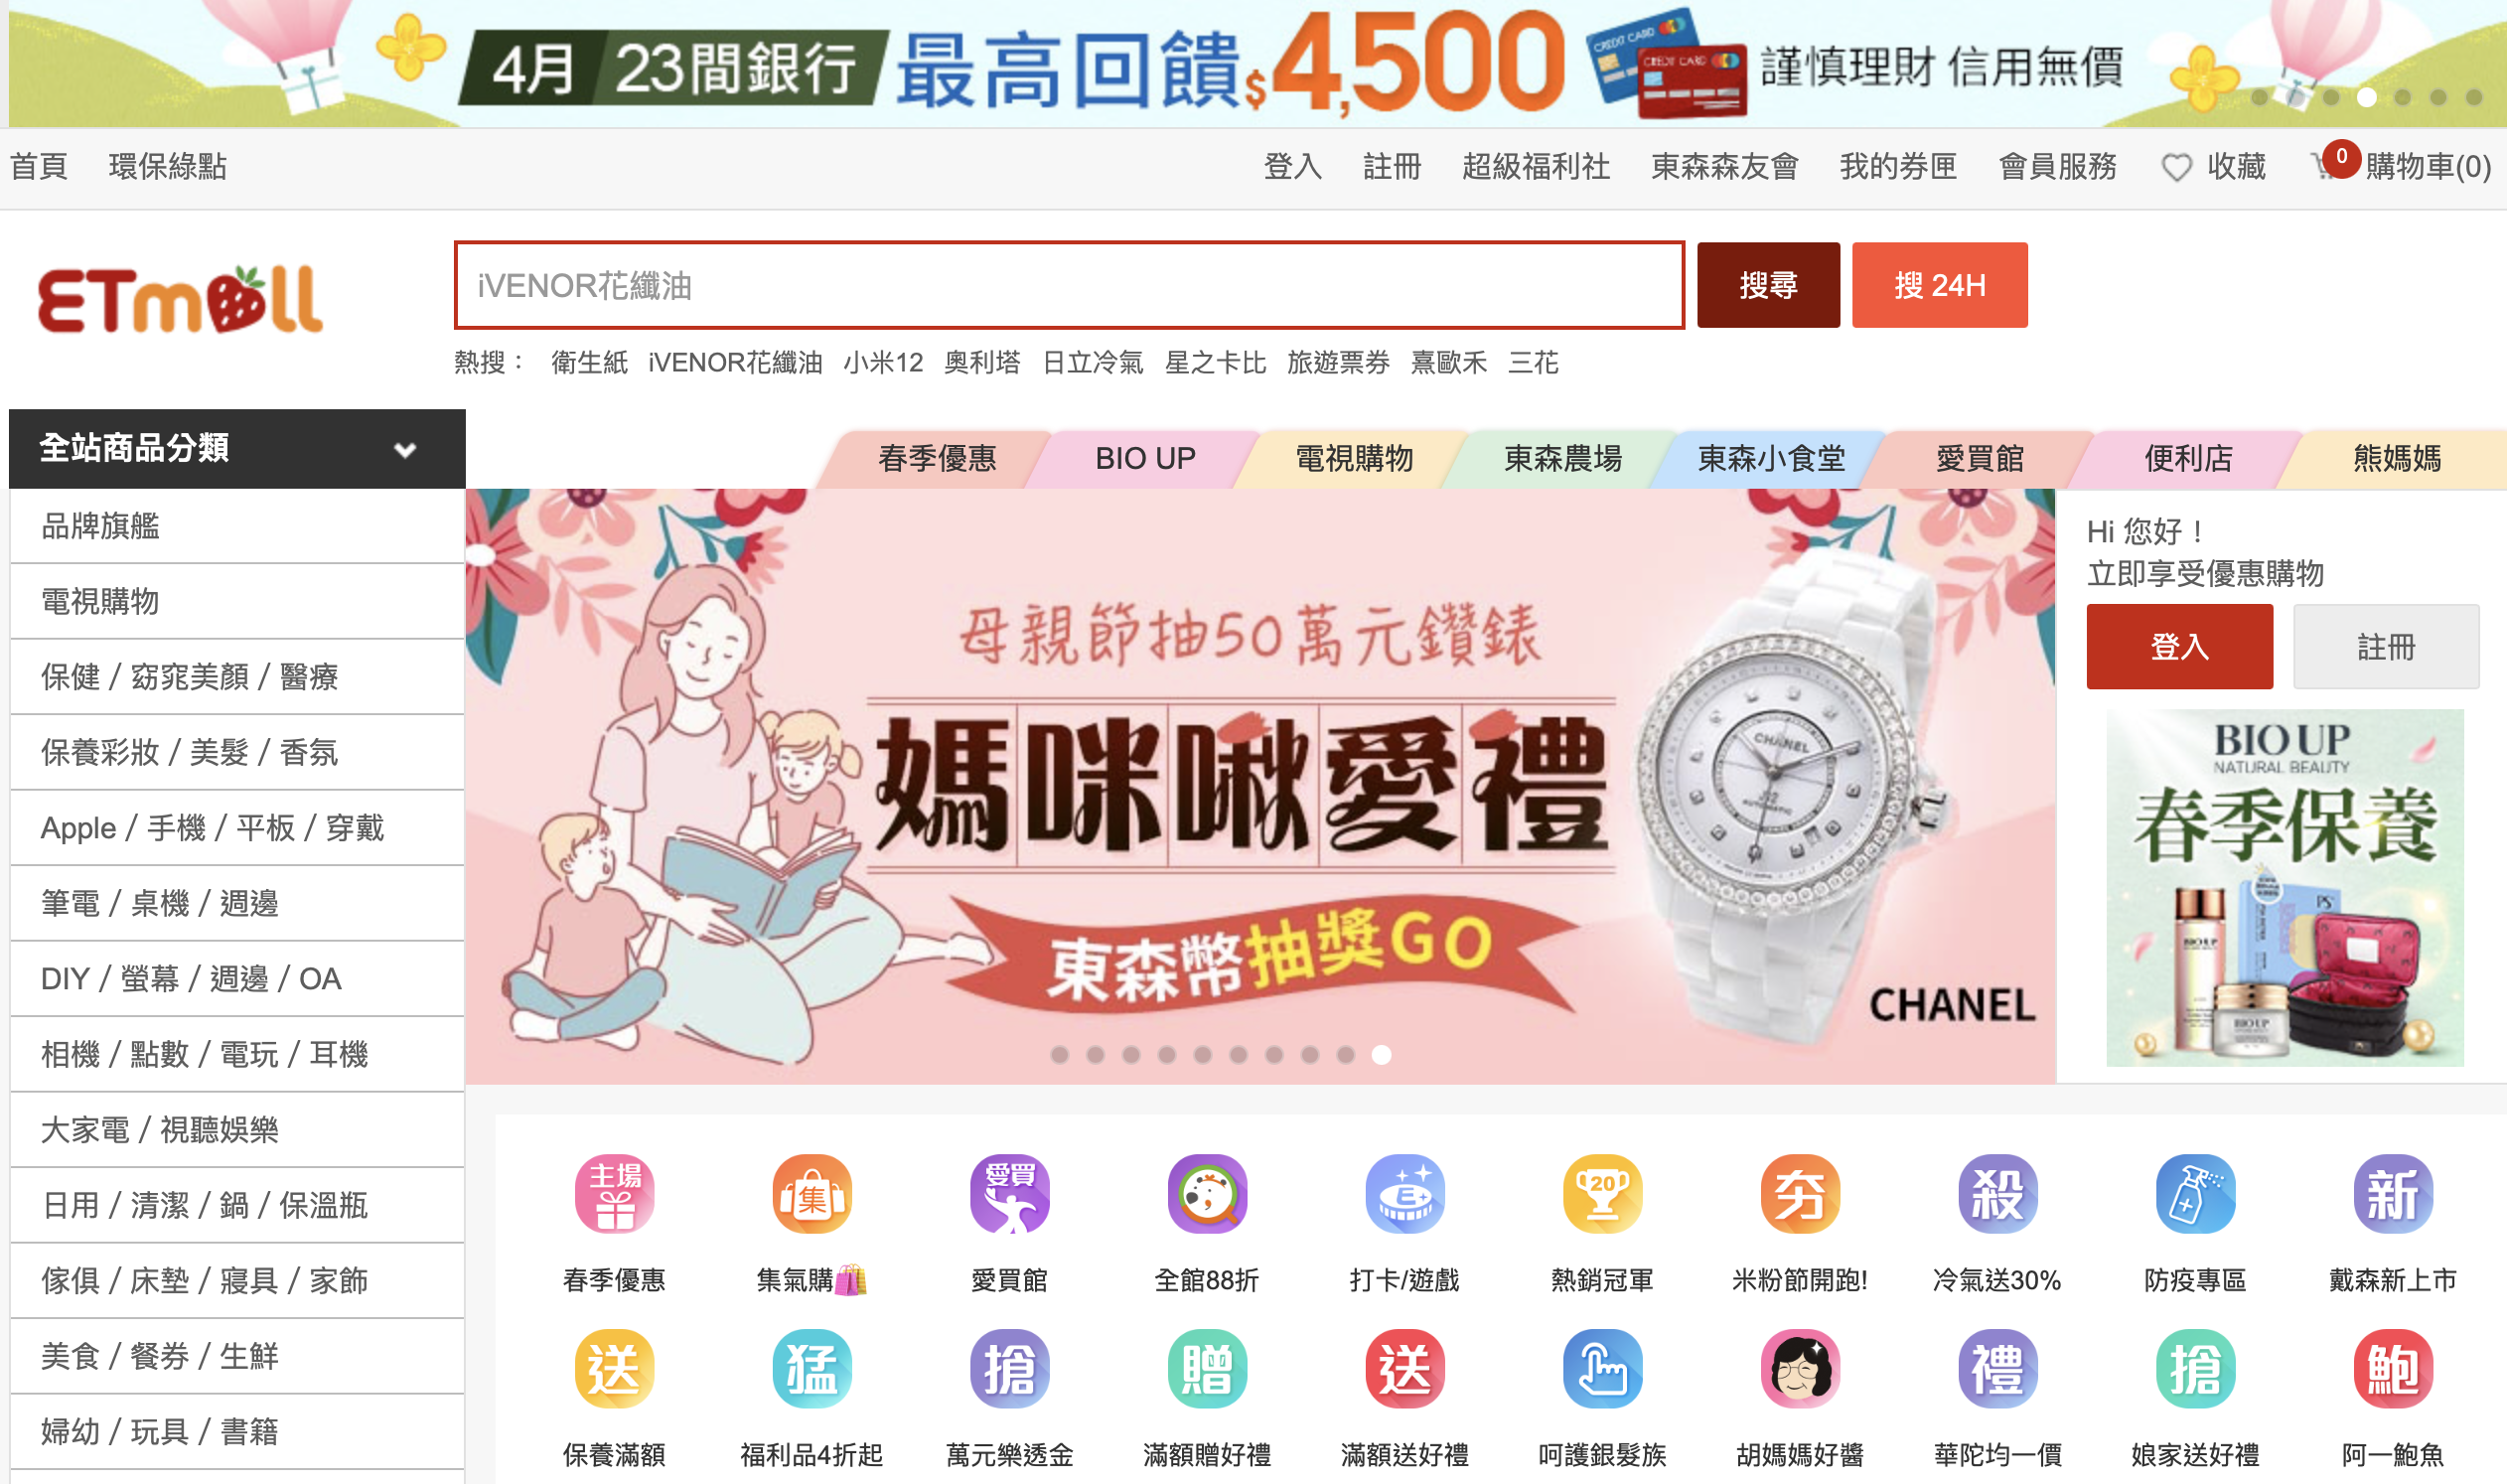 4月 23間銀行 最高回饋$4,500 CREDIT CARD CREDIT CARD 謹慎理財 信用無價
首頁 環保綠點 登入 註冊 超級福利社 東森森友會 我的券匣 會員服務 收藏 0 購物車(0)
ETmall
iVENOR花纖油 搜尋 搜 24H
熱搜： 衛生紙 iVENOR花纖油 小米12 奧利塔 日立冷氣 星之卡比 旅遊票券 熹歐禾 三花
全站商品分類
春季優惠 BIO UP 電視購物 東森農場 東森小食堂 愛買館 便利店 熊媽媽
品牌旗艦
電視購物
保健 / 窈窕美顏 / 醫療
保養彩妝 / 美髮 / 香氛
Apple / 手機 / 平板 / 穿戴
筆電 / 桌機 / 週邊
DIY / 螢幕 / 週邊 / OA
相機 / 點數 / 電玩 / 耳機
大家電 / 視聽娛樂
日用 / 清潔 / 鍋 / 保溫瓶
傢俱 / 床墊 / 寢具 / 家飾
美食 / 餐券 / 生鮮
婦幼 / 玩具 / 書籍
母親節抽50萬元鑽錶
媽咪啾愛禮
東森幣抽獎GO
CHANEL
J12
AUTOMATIC
CHANEL
Hi 您好！
立即享受優惠購物
登入 註冊
BIO UP
NATURAL BEAUTY
春季保養
BIO UP
PS
BIO UP
主場 集 愛買 E 20 夯 殺 新
春季優惠 集氣購 愛買館 全館88折 打卡/遊戲 熱銷冠軍 米粉節開跑! 冷氣送30% 防疫專區 戴森新上市
送 猛 搶 贈 送 禮 搶 鮑
保養滿額 福利品4折起 萬元樂透金 滿額贈好禮 滿額送好禮 呵護銀髮族 胡媽媽好醬 華陀均一價 娘家送好禮 阿一鮑魚